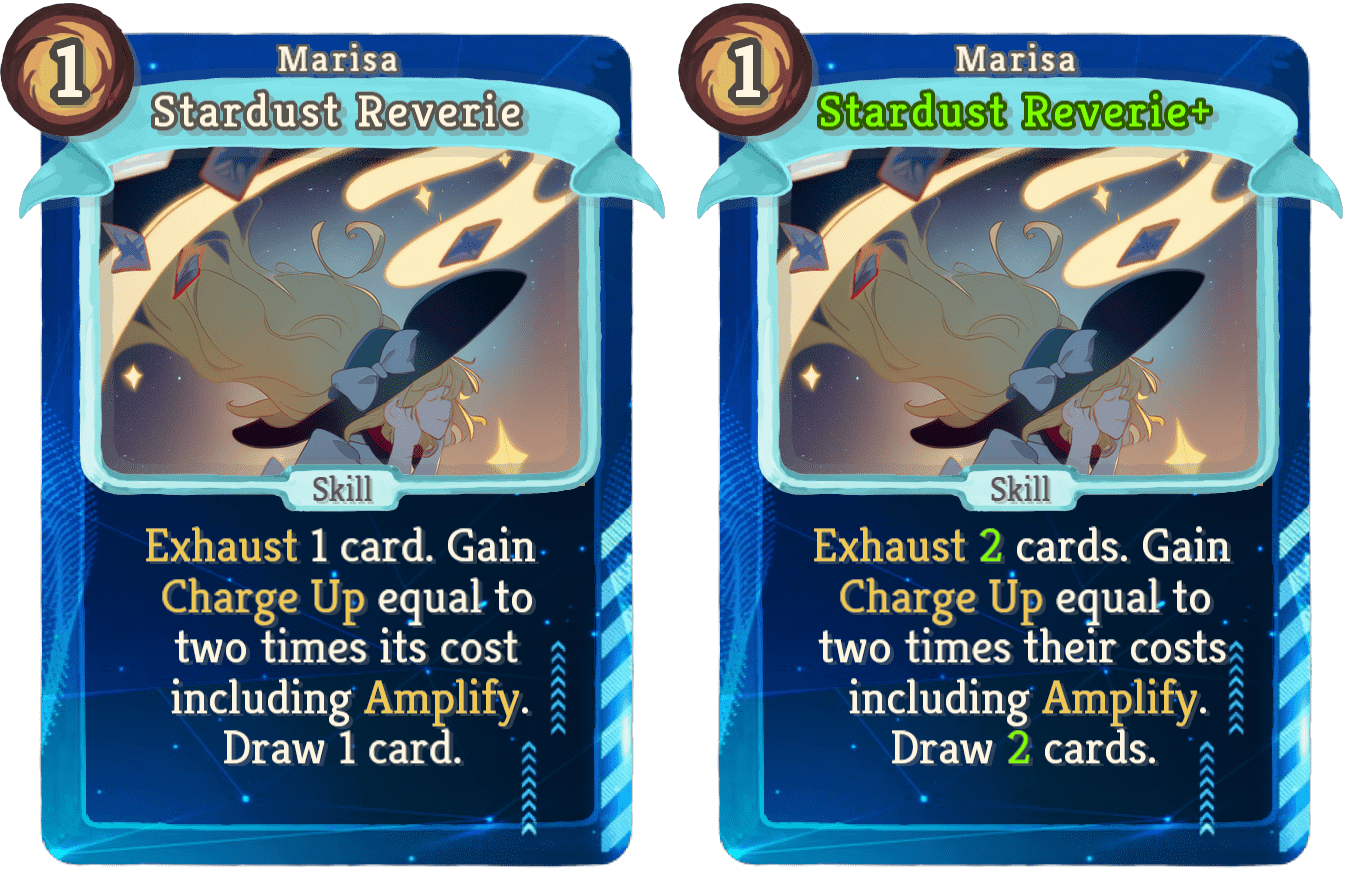 1
Marisa
Stardust Reverie
Skill
Exhaust 1 card. Gain
Charge Up equal to
two times its cost
including Amplify.
Draw 1 card.
1
Marisa
Stardust Reverie+
Skill
Exhaust 2 cards. Gain
Charge Up equal to
two times their costs
including Amplify.
Draw 2 cards.